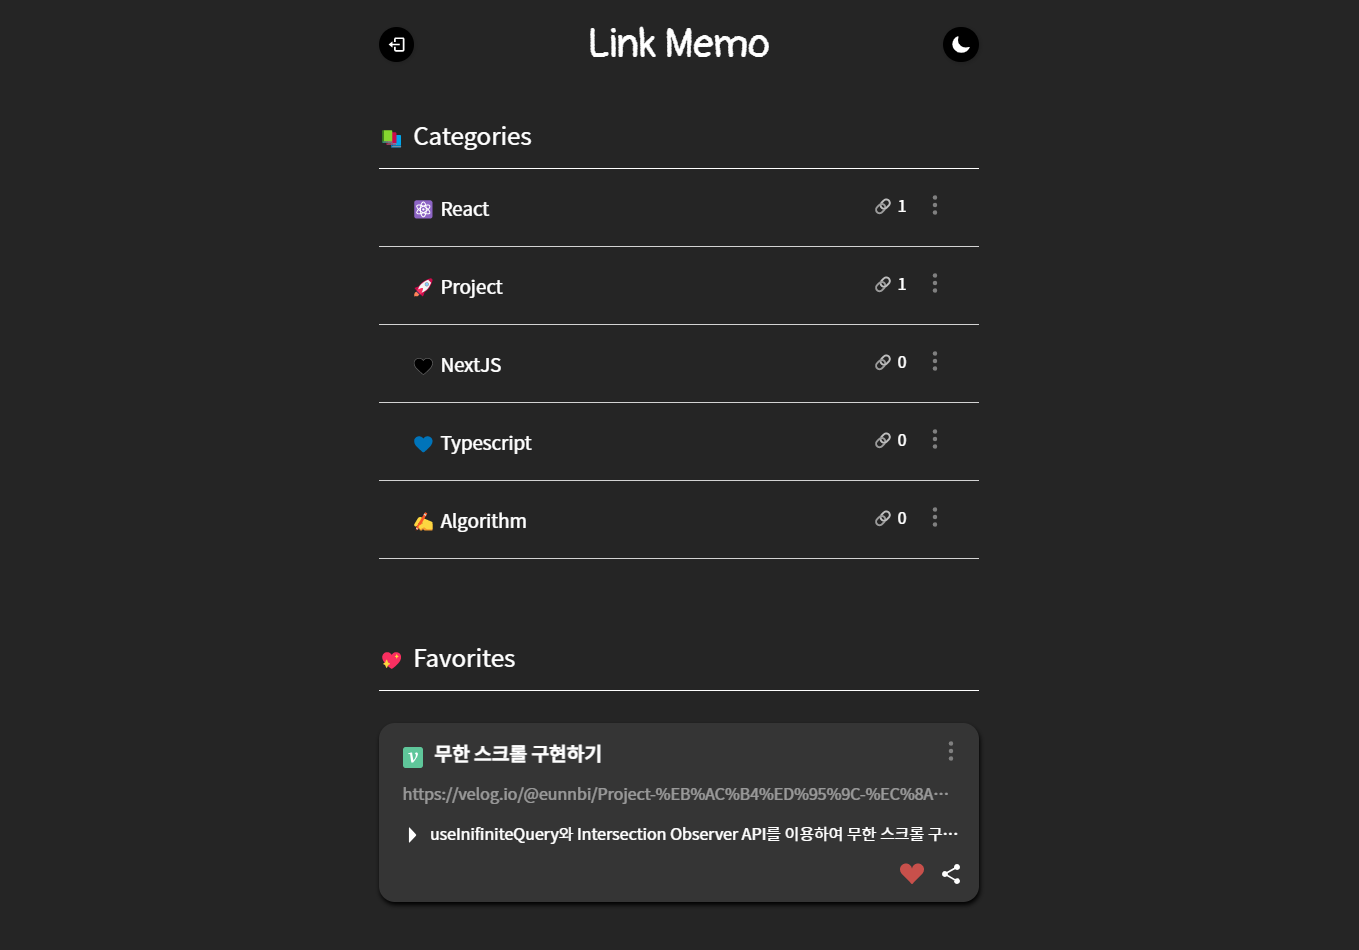 Link Memo
Categories
React 1
Project 1
NextJS 0
Typescript 0
Algorithm 0
Favorites
무한 스크롤 구현하기
https://velog.io/@eunnbi/Project-%EB%AC%B4%ED%95%9C-%EC%8A…
useInifiniteQuery와 Intersection Observer API를 이용하여 무한 스크롤 구…